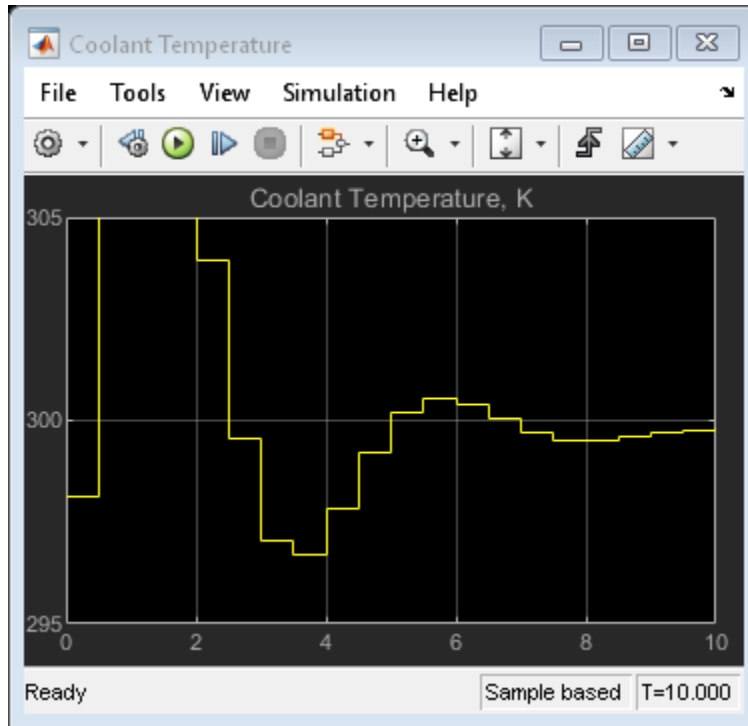 Coolant Temperature
File Tools View Simulation Help
Coolant Temperature, K
305
300
295
0 2 4 6 8 10
Ready Sample based T=10.000